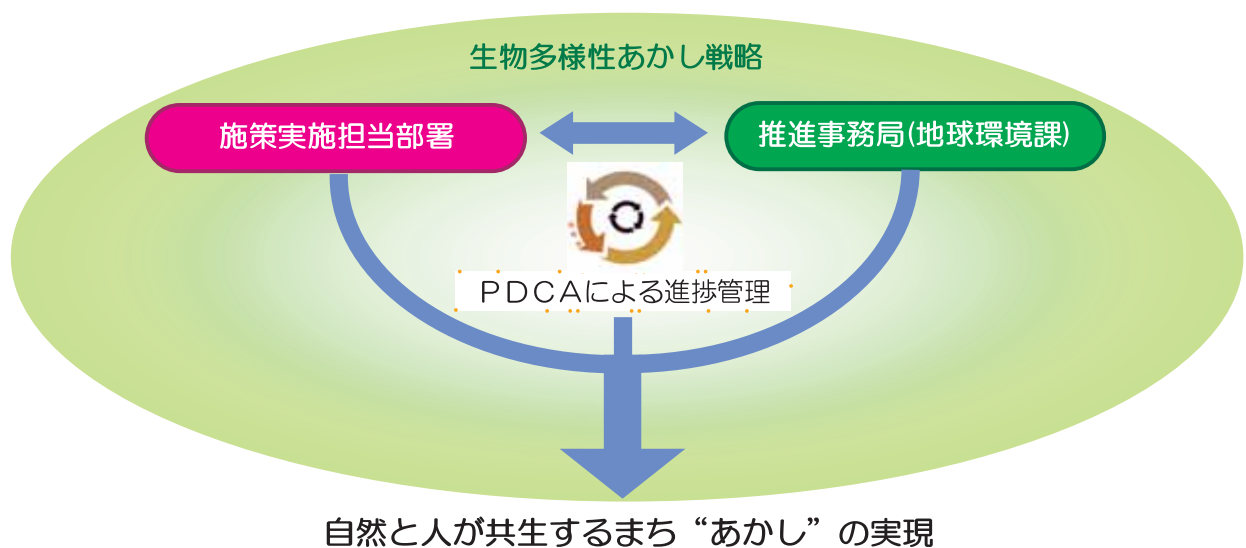 生物多様性あかし戦略
施策実施担当部署
推進事務局(地球環境課)
PDCAによる進捗管理
自然と人が共生するまち“あかし”の実現